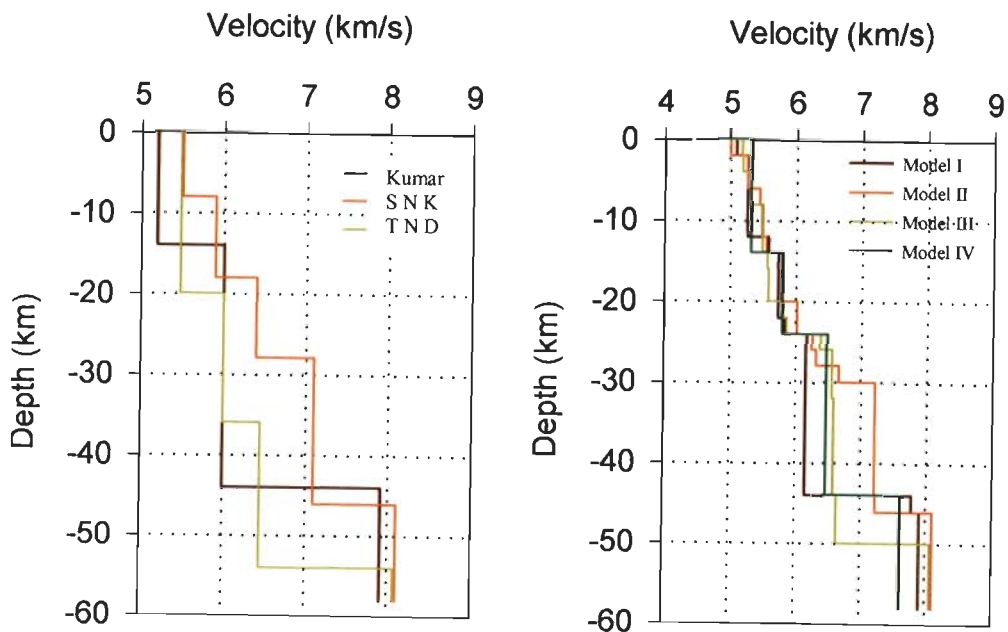 Velocity (km/s)
5 6 7 8 9
0
-10
-20
-30
-40
-50
-60
Depth (km)
Kumar
S N K
T N D
Velocity (km/s)
4 5 6 7 8 9
0
-10
-20
-30
-40
-50
-60
Depth (km)
Model I
Model II
Model III
Model IV